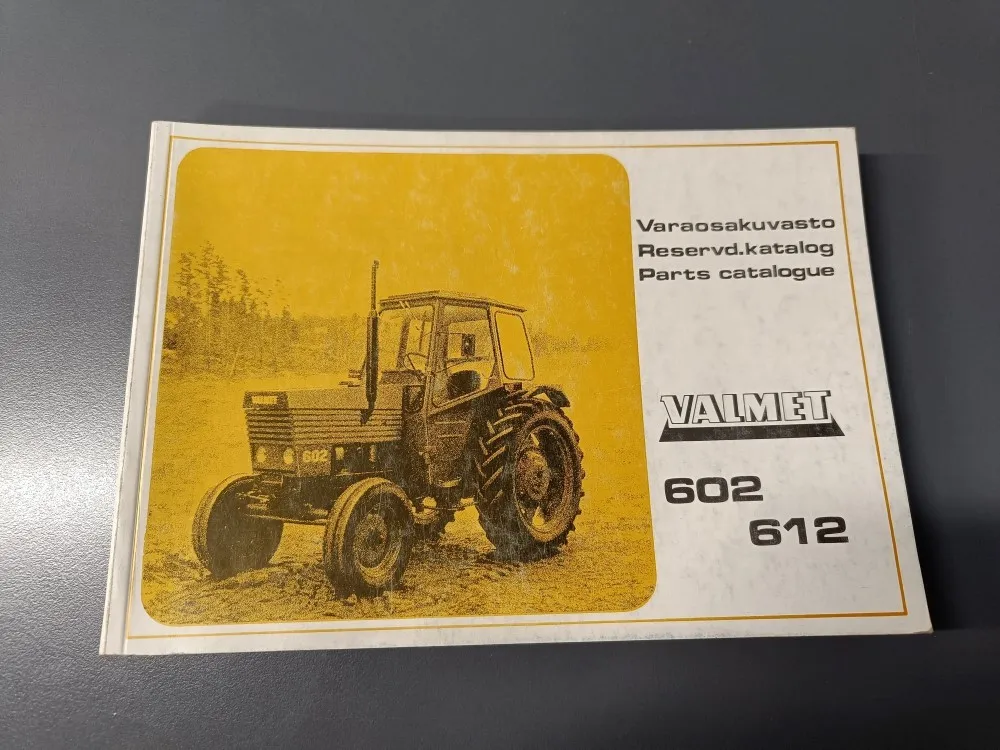 Varaosakuvasto
Reservd.katalog
Parts catalogue
VALMET
602
612
VALMET
602